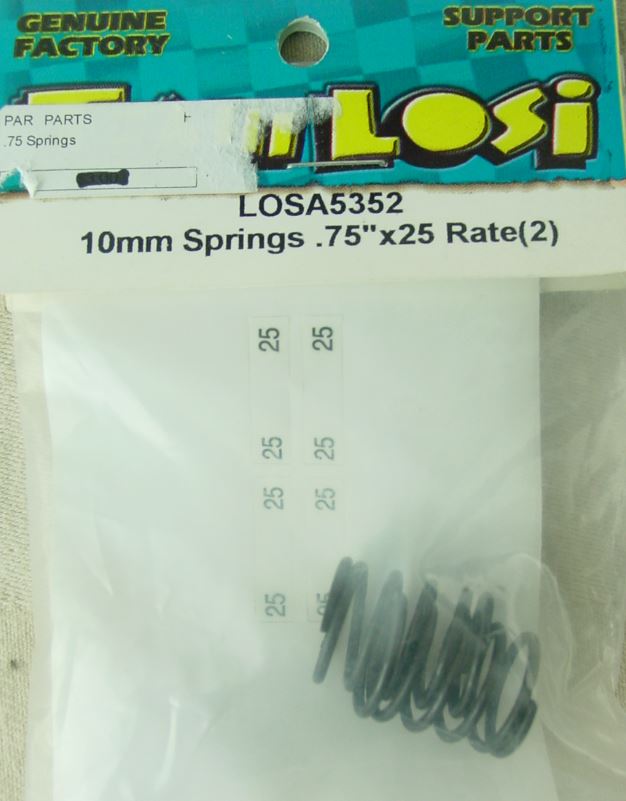 GENUINE
FACTORY
SUPPORT
PARTS
LOSi
PAR PARTS
.75 Springs
LOSA5352
10mm Springs .75"x25 Rate(2)
25 25
25 25
25 25
25 25